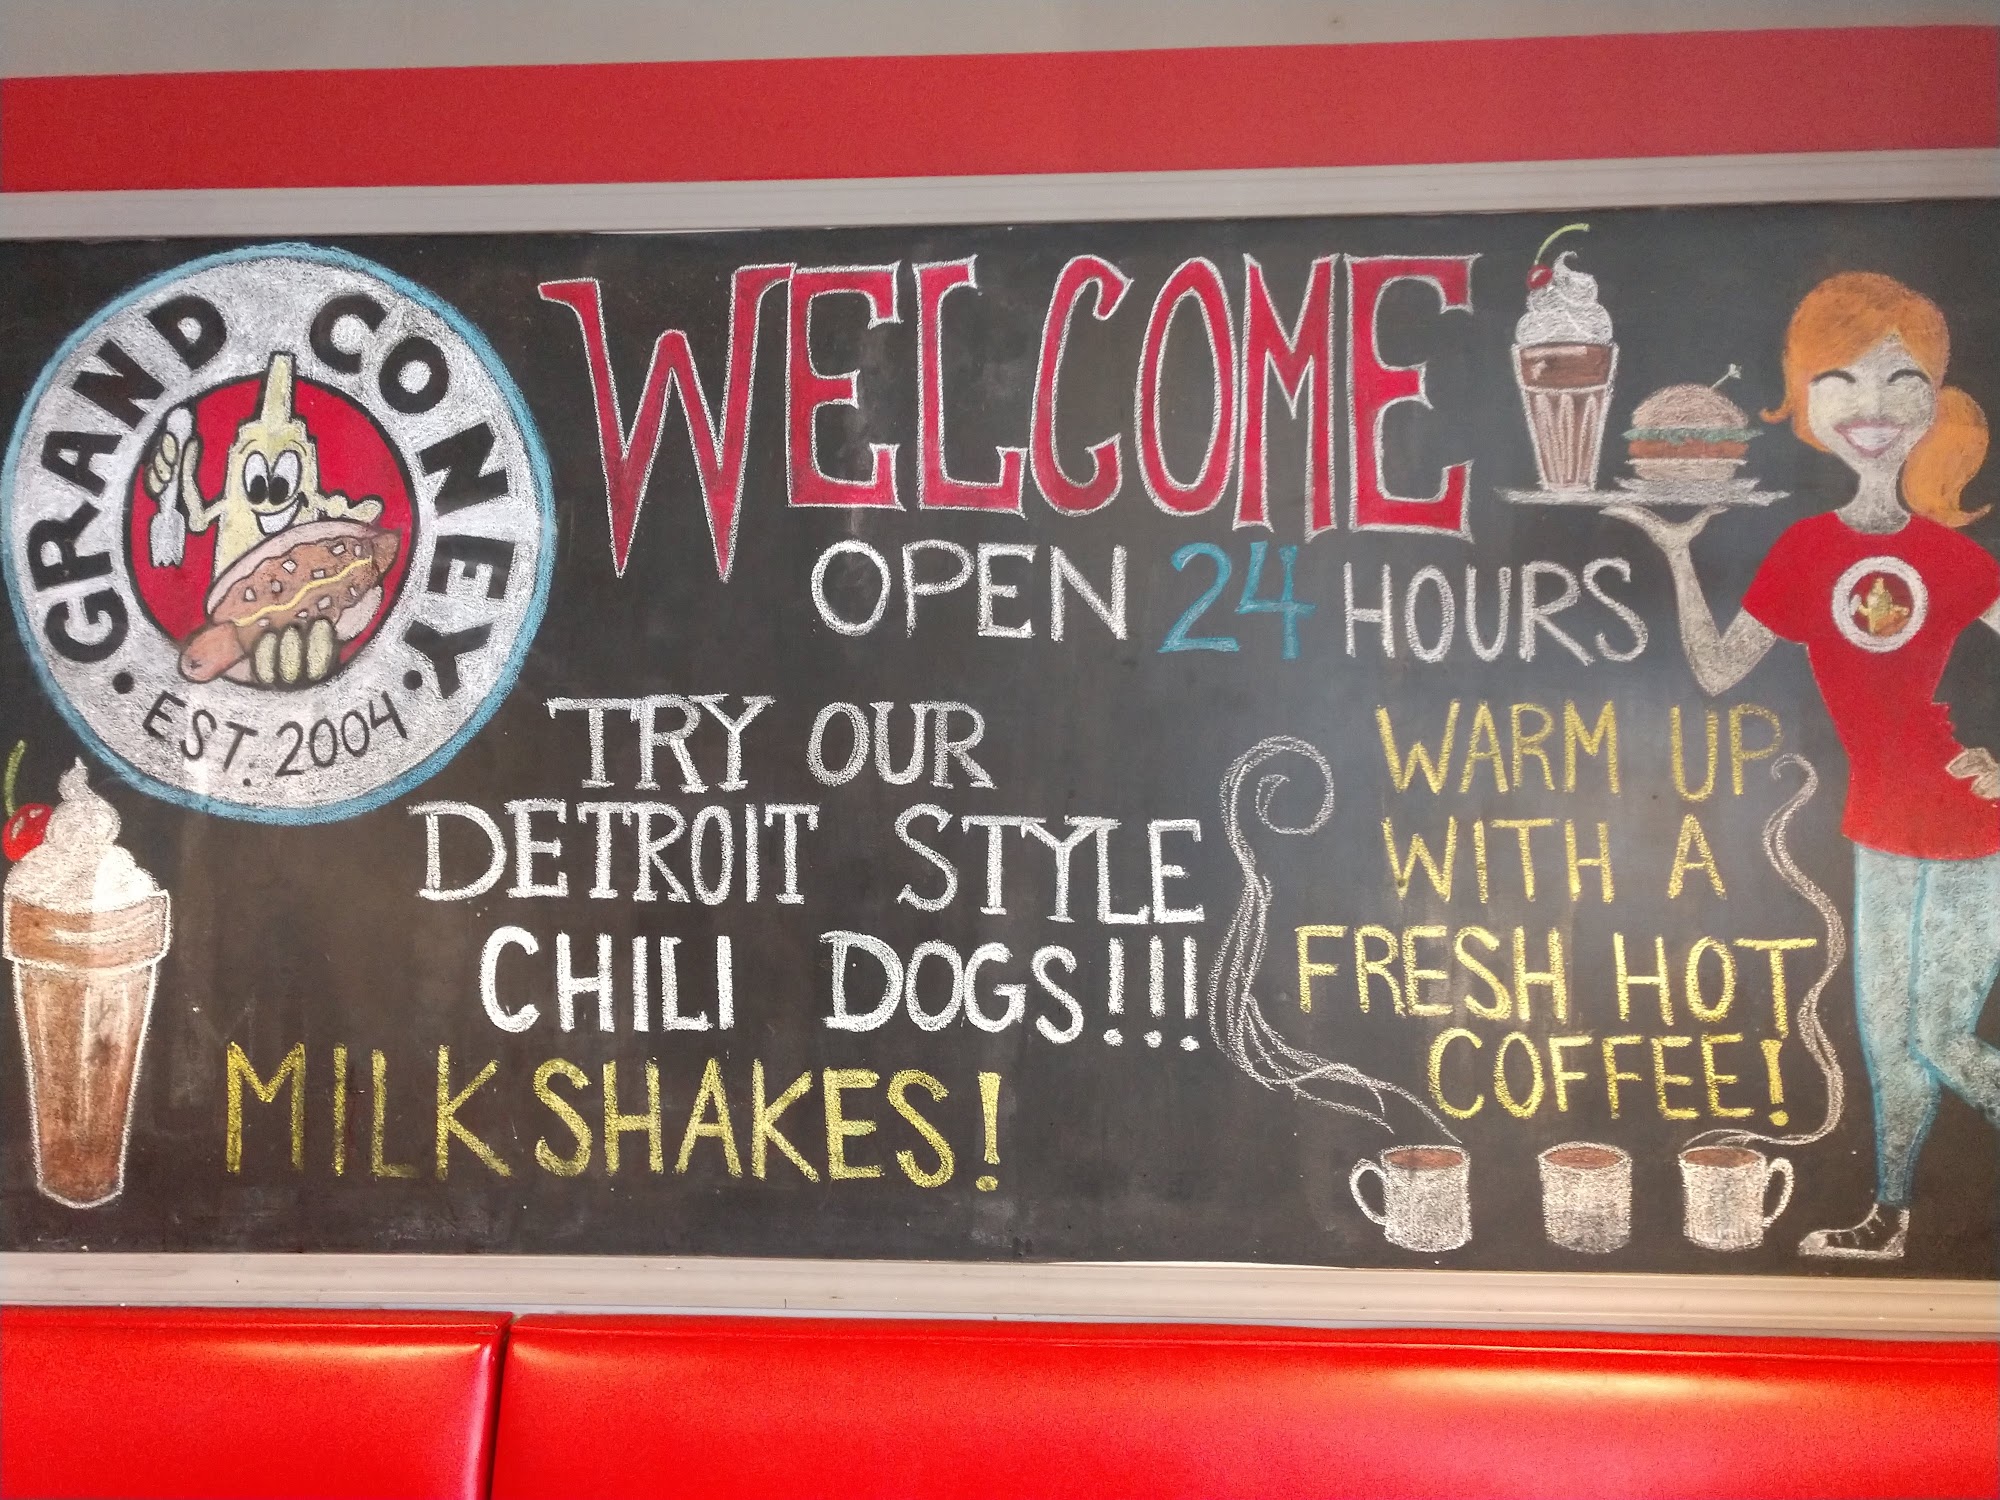 GRAND CONEY
• EST. 2004 •
WELCOME
OPEN 24 HOURS
TRY OUR
DETROIT STYLE
CHILI DOGS!!!
MILKSHAKES!
WARM UP
WITH A
FRESH HOT
COFFEE!